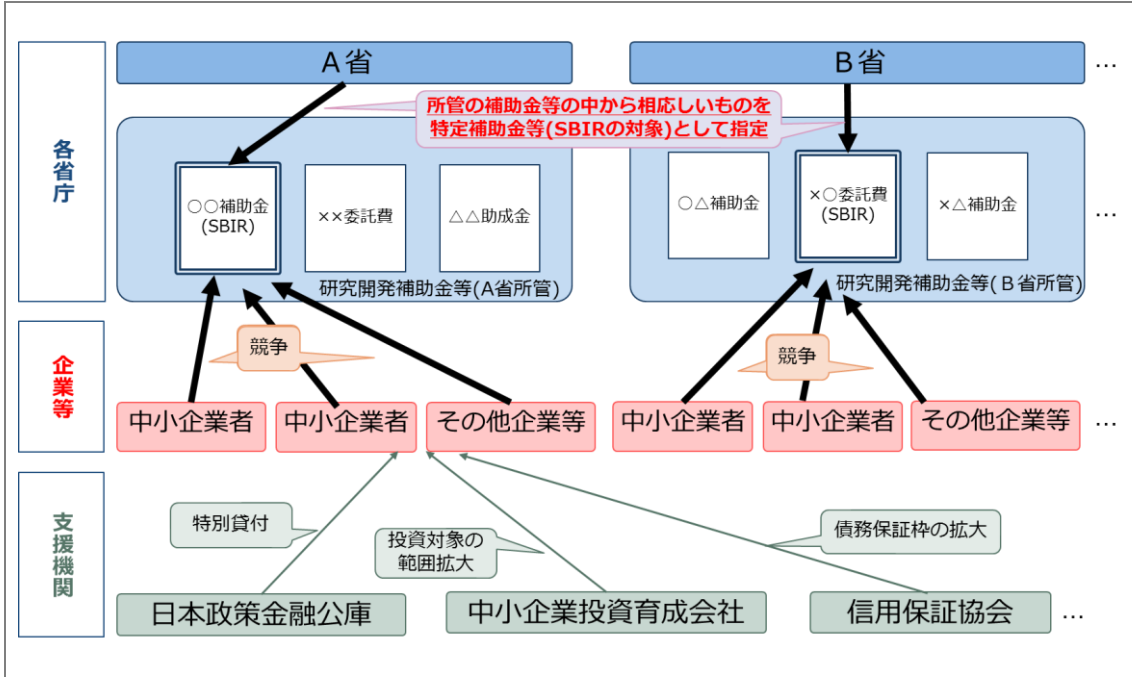 各省庁
A省
B省
…
所管の補助金等の中から相応しいものを
特定補助金等(SBIRの対象)として指定
○○補助金
(SBIR)
××委託費
△△助成金
研究開発補助金等(A省所管)
○△補助金
×○委託費
(SBIR)
×△補助金
研究開発補助金等(B省所管)
…
企業等
競争
競争
中小企業者
中小企業者
その他企業等
中小企業者
中小企業者
その他企業等
…
支援機関
特別貸付
投資対象の
範囲拡大
債務保証枠の拡大
日本政策金融公庫
中小企業投資育成会社
信用保証協会
…